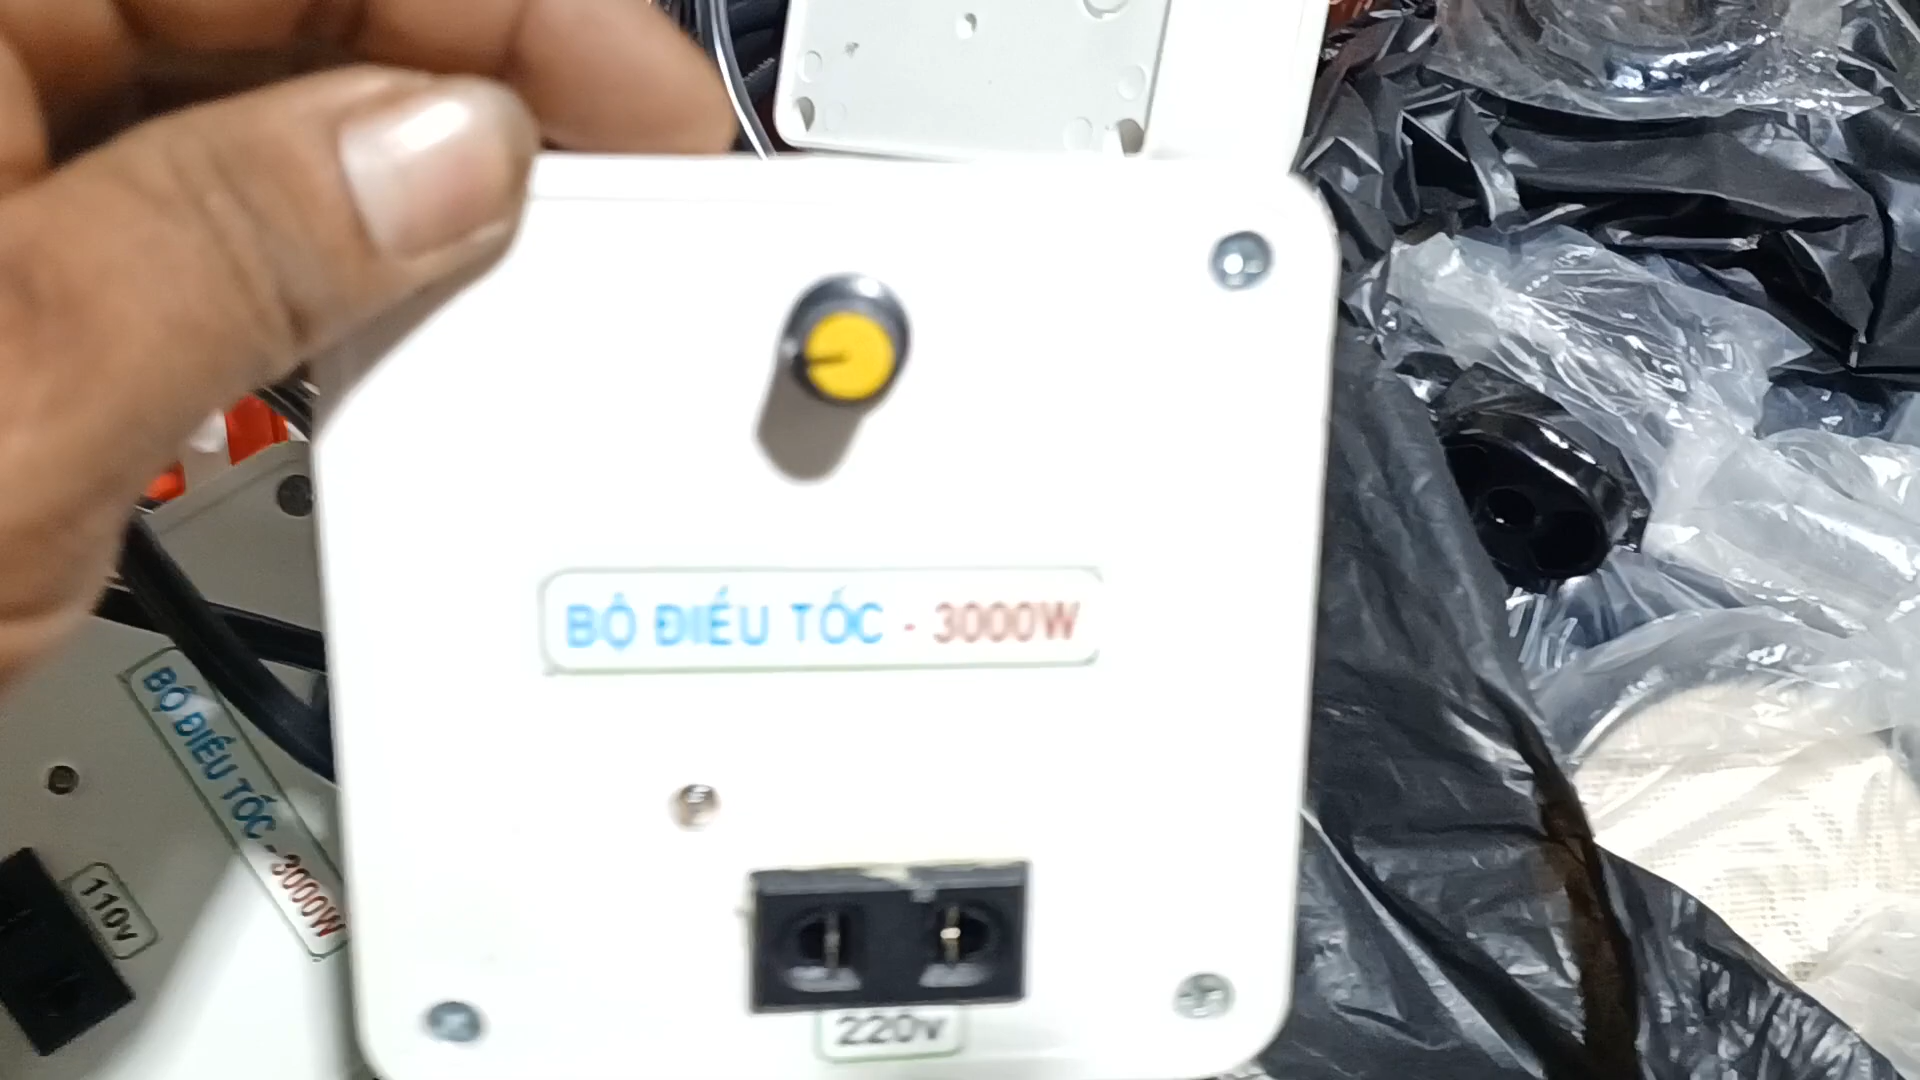 BỘ ĐIỀU TỐC - 3000W
220v
BỘ ĐIỀU TỐC - 3000W
110v